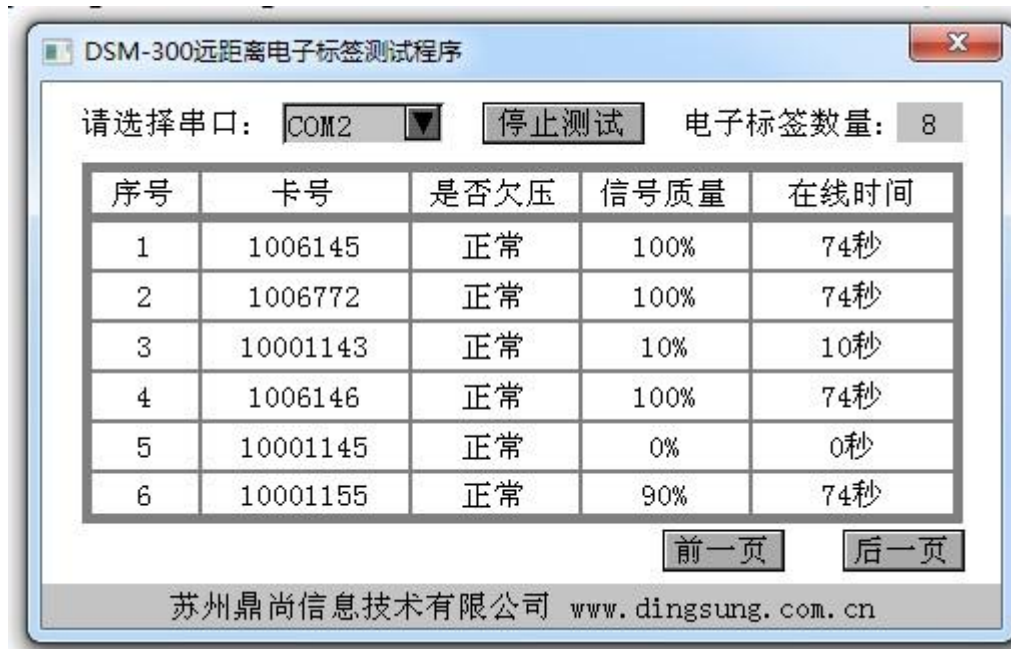 DSM-300远距离电子标签测试程序
请选择串口: COM2 停止测试 电子标签数量: 8
序号 卡号 是否欠压 信号质量 在线时间
1 1006145 正常 100% 74秒
2 1006772 正常 100% 74秒
3 10001143 正常 10% 10秒
4 1006146 正常 100% 74秒
5 10001145 正常 0% 0秒
6 10001155 正常 90% 74秒
前一页 后一页
苏州鼎尚信息技术有限公司 www.dingsung.com.cn